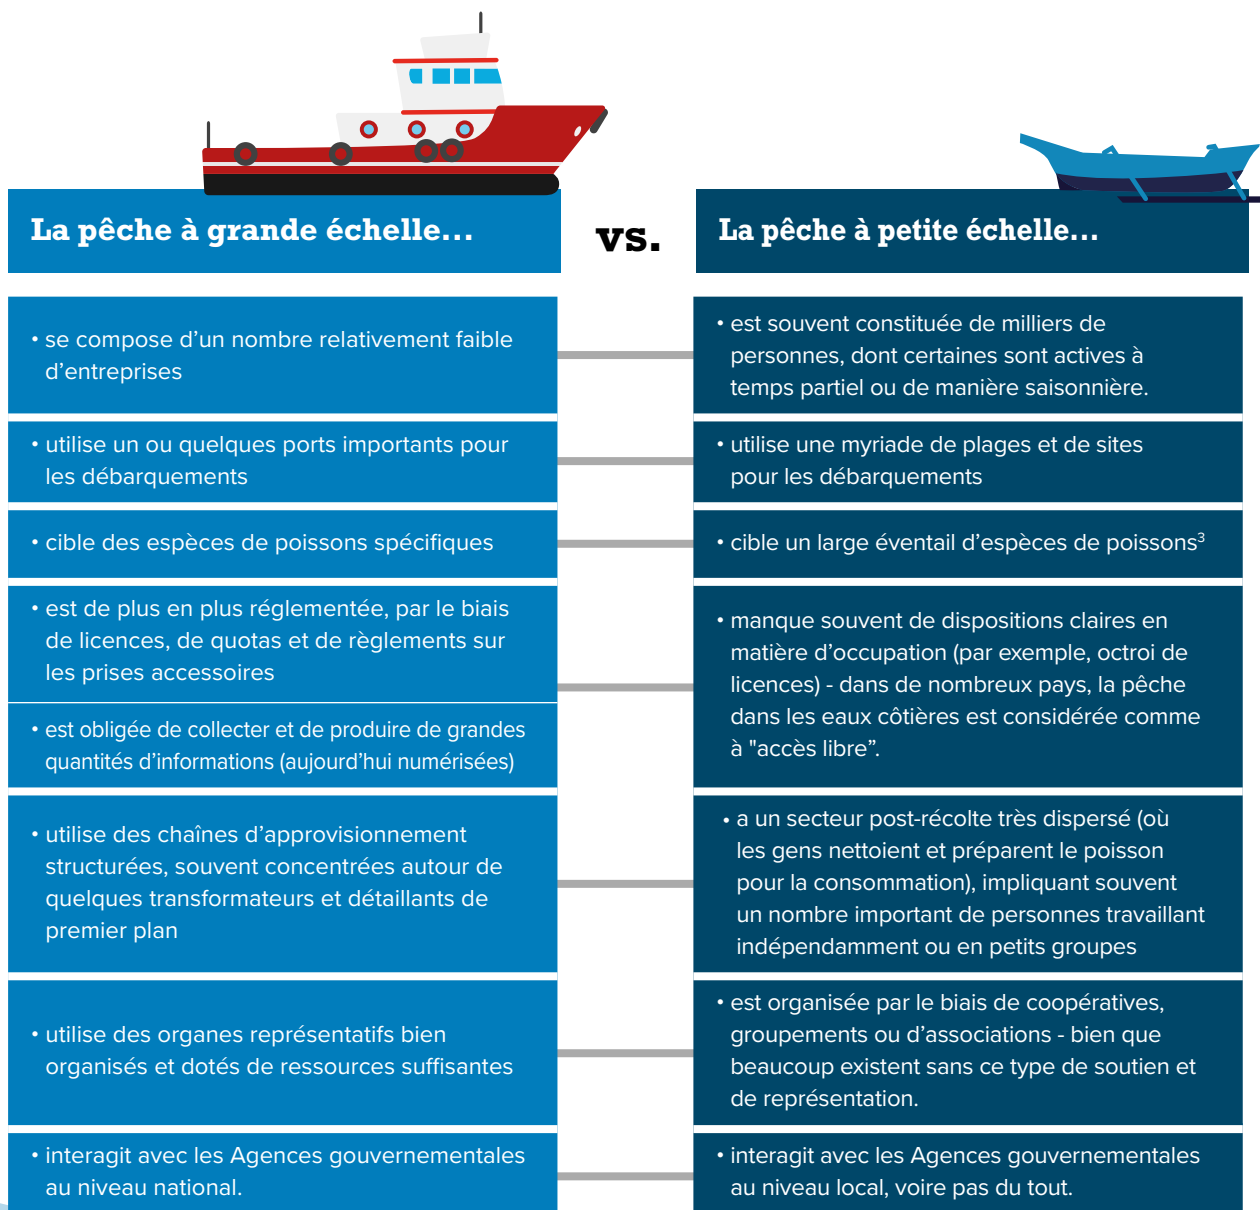 La pêche à grande échelle...
vs.
La pêche à petite échelle...
• se compose d’un nombre relativement faible
d’entreprises
• est souvent constituée de milliers de
personnes, dont certaines sont actives à
temps partiel ou de manière saisonnière.
• utilise un ou quelques ports importants pour
les débarquements
• utilise une myriade de plages et de sites
pour les débarquements
• cible des espèces de poissons spécifiques
• cible un large éventail d’espèces de poissons³
• est de plus en plus réglementée, par le biais
de licences, de quotas et de règlements sur
les prises accessoires
• est obligée de collecter et de produire de grandes
quantités d’informations (aujourd’hui numérisées)
• manque souvent de dispositions claires en
matière d’occupation (par exemple, octroi de
licences) - dans de nombreux pays, la pêche
dans les eaux côtières est considérée comme
à "accès libre”.
• utilise des chaînes d’approvisionnement
structurées, souvent concentrées autour de
quelques transformateurs et détaillants de
premier plan
• a un secteur post-récolte très dispersé (où
les gens nettoient et préparent le poisson
pour la consommation), impliquant souvent
un nombre important de personnes travaillant
indépendamment ou en petits groupes
• utilise des organes représentatifs bien
organisés et dotés de ressources suffisantes
• est organisée par le biais de coopératives,
groupements ou d’associations - bien que
beaucoup existent sans ce type de soutien et
de représentation.
• interagit avec les Agences gouvernementales
au niveau national.
• interagit avec les Agences gouvernementales
au niveau local, voire pas du tout.